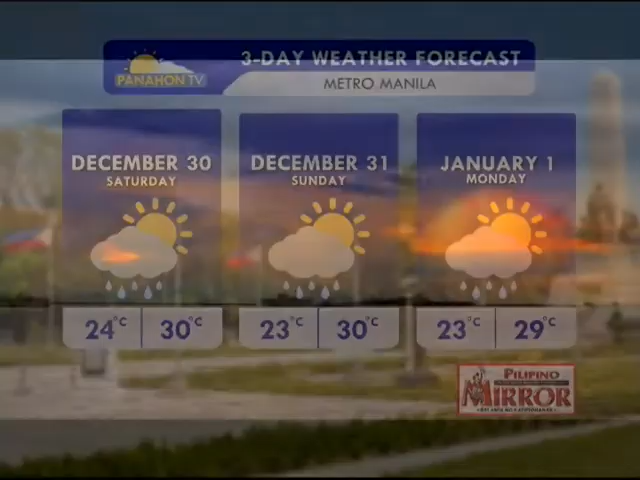 3-DAY WEATHER FORECAST
PANAHON TV
METRO MANILA
DECEMBER 30
SATURDAY
DECEMBER 31
SUNDAY
JANUARY 1
MONDAY
24°C 30°C
23°C 30°C
23°C 29°C
PILIPINO
MIRROR